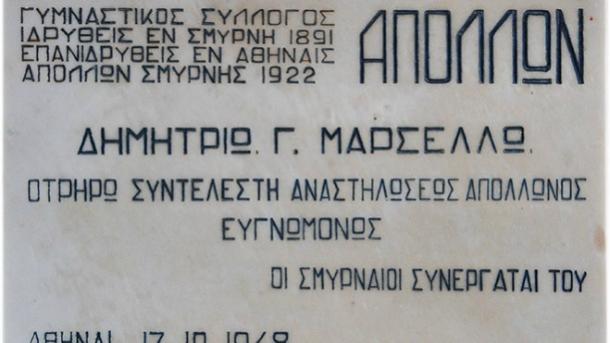 ΓΥΜΝΑΣΤΙΚΟΣ ΣΥΛΛΟΓΟΣ
ΙΔΡΥΘΕΙΣ ΕΝ ΣΜΥΡΝΗ 1891
ΕΠΑΝΙΔΡΥΘΕΙΣ ΕΝ ΑΘΗΝΑΙΣ
ΑΠΟΛΛΩΝ ΣΜΥΡΝΗΣ 1922
ΑΠΟΛΛΩΝ
ΔΗΜΗΤΡΙΩ. Γ. ΜΑΡΣΕΛΛΩ.
ΟΤΡΗΡΩ ΣΥΝΤΕΛΕΣΤΗ ΑΝΑΣΤΗΛΩΣΕΩΣ ΑΠΟΛΛΩΝΟΣ
ΕΥΓΝΩΜΟΝΩΣ
ΟΙ ΣΜΥΡΝΑΙΟΙ ΣΥΝΕΡΓΑΤΑΙ ΤΟΥ
ΑΘΗΝΑΙ